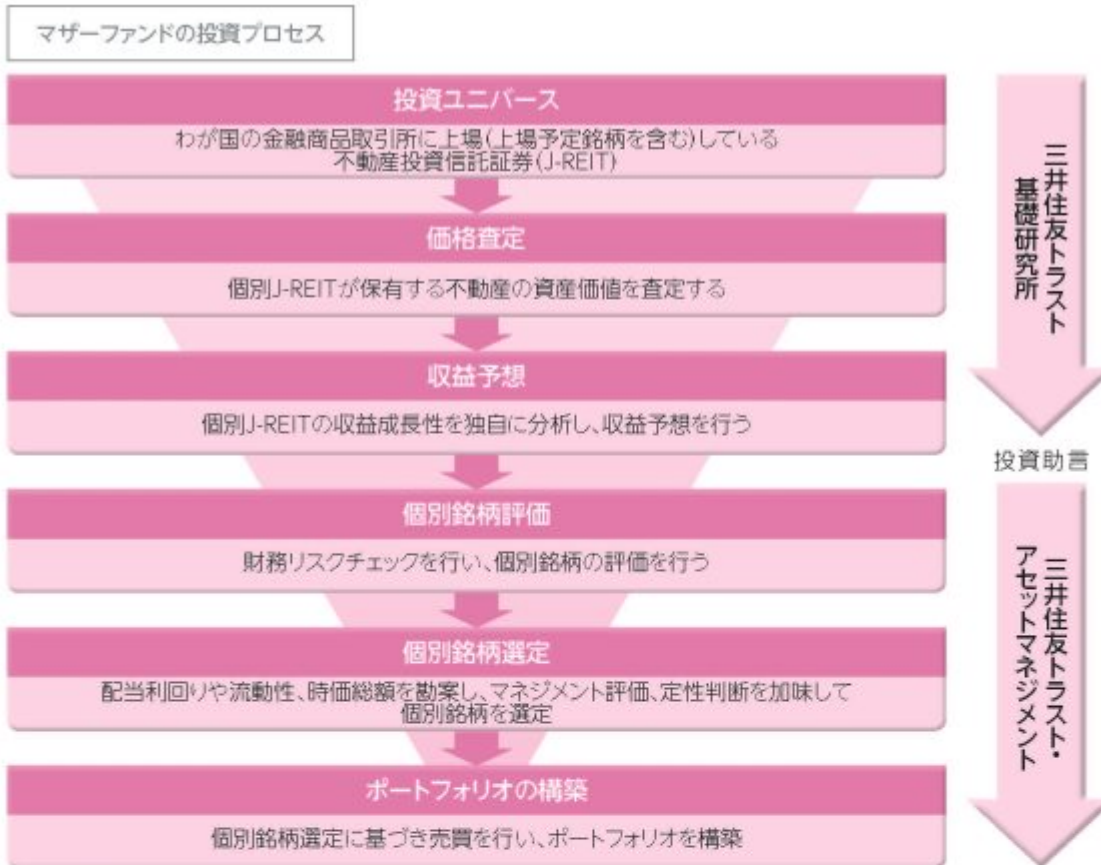 マザーファンドの投資プロセス
投資ユニバース
わが国の金融商品取引所に上場(上場予定銘柄を含む)している
不動産投資信託証券(J-REIT)
価格査定
個別J-REITが保有する不動産の資産価値を査定する
収益予想
個別J-REITの収益成長性を独自に分析し、収益予想を行う
個別銘柄評価
財務リスクチェックを行い、個別銘柄の評価を行う
個別銘柄選定
配当利回りや流動性、時価総額を勘案し、マネジメント評価、定性判断を加味して
個別銘柄を選定
ポートフォリオの構築
個別銘柄選定に基づき売買を行い、ポートフォリオを構築
三井住友トラスト
基礎研究所
投資助言
三井住友トラスト・
アセットマネジメント